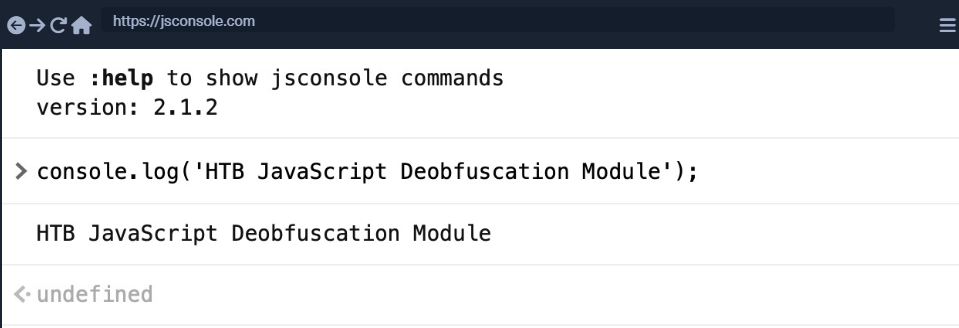 https://jsconsole.com
Use :help to show jsconsole commands
version: 2.1.2
console.log('HTB JavaScript Deobfuscation Module');
HTB JavaScript Deobfuscation Module
undefined